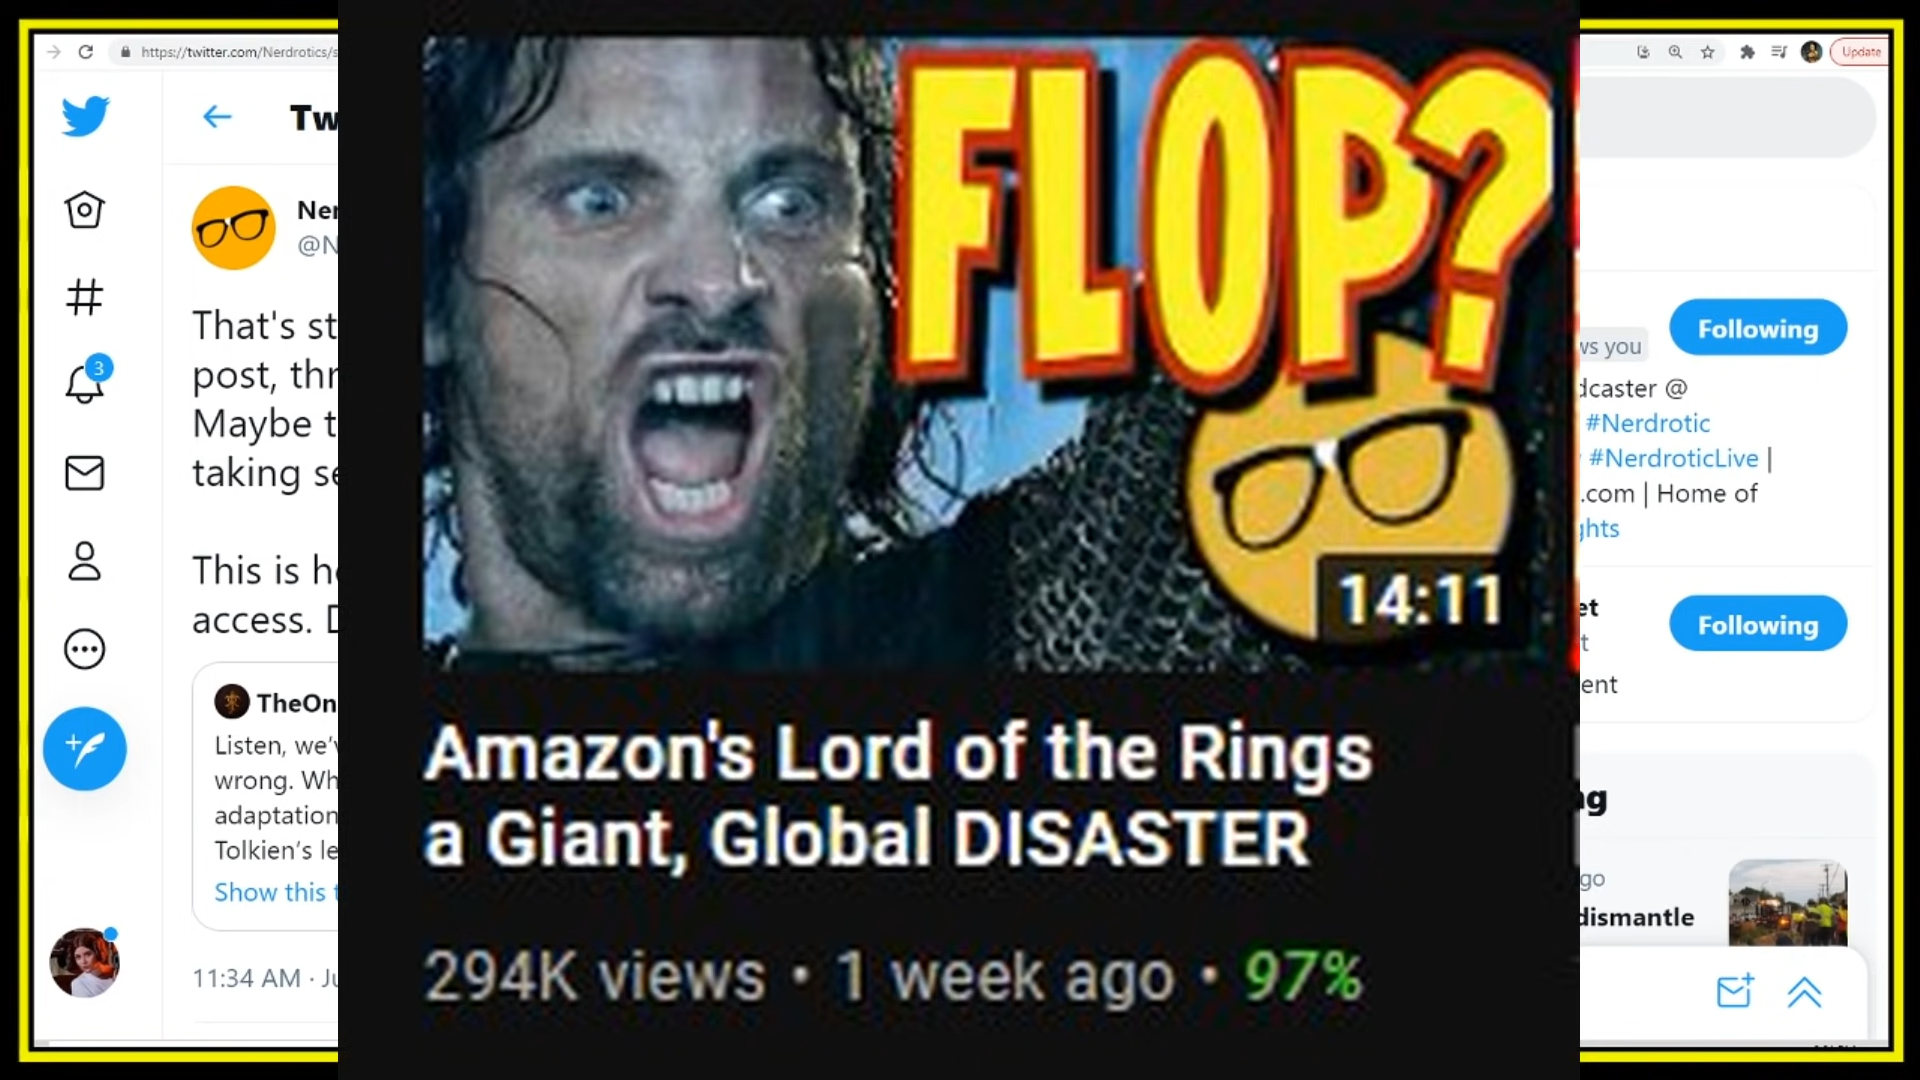 https://twitter.com/Nerdrotics/s
Update
Tw
Ner
@N
That's st
post, thr
Maybe t
taking se
This is h
access. D
TheOn
Listen, we'v
wrong. Wh
adaptation
Tolkien's le
Show this t
11:34 AM · Ju
3
FLOP?
14:11
Amazon's Lord of the Rings
a Giant, Global DISASTER
294K views • 1 week ago • 97%
Following
ws you
dcaster @
#Nerdrotic
#NerdroticLive |
.com | Home of
ghts
et
Following
t
ent
ng
go
dismantle